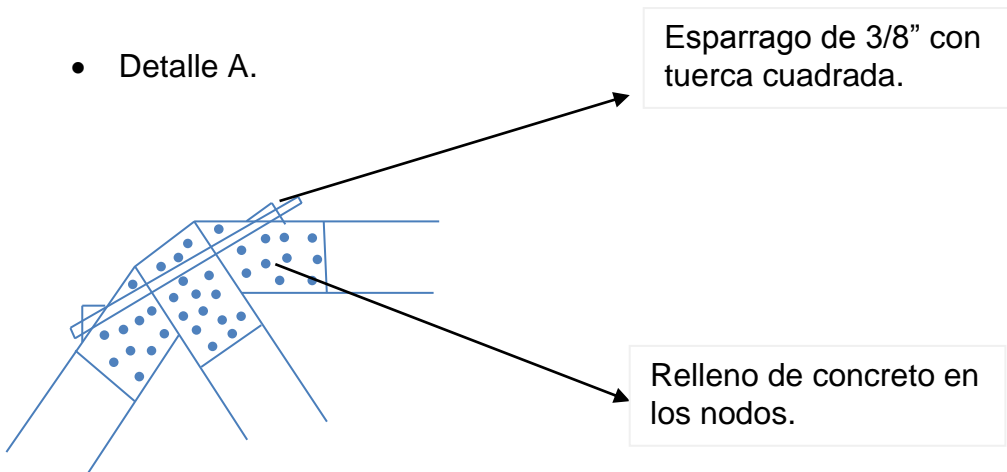 • Detalle A.
Esparrago de 3/8” con
tuerca cuadrada.
Relleno de concreto en
los nodos.